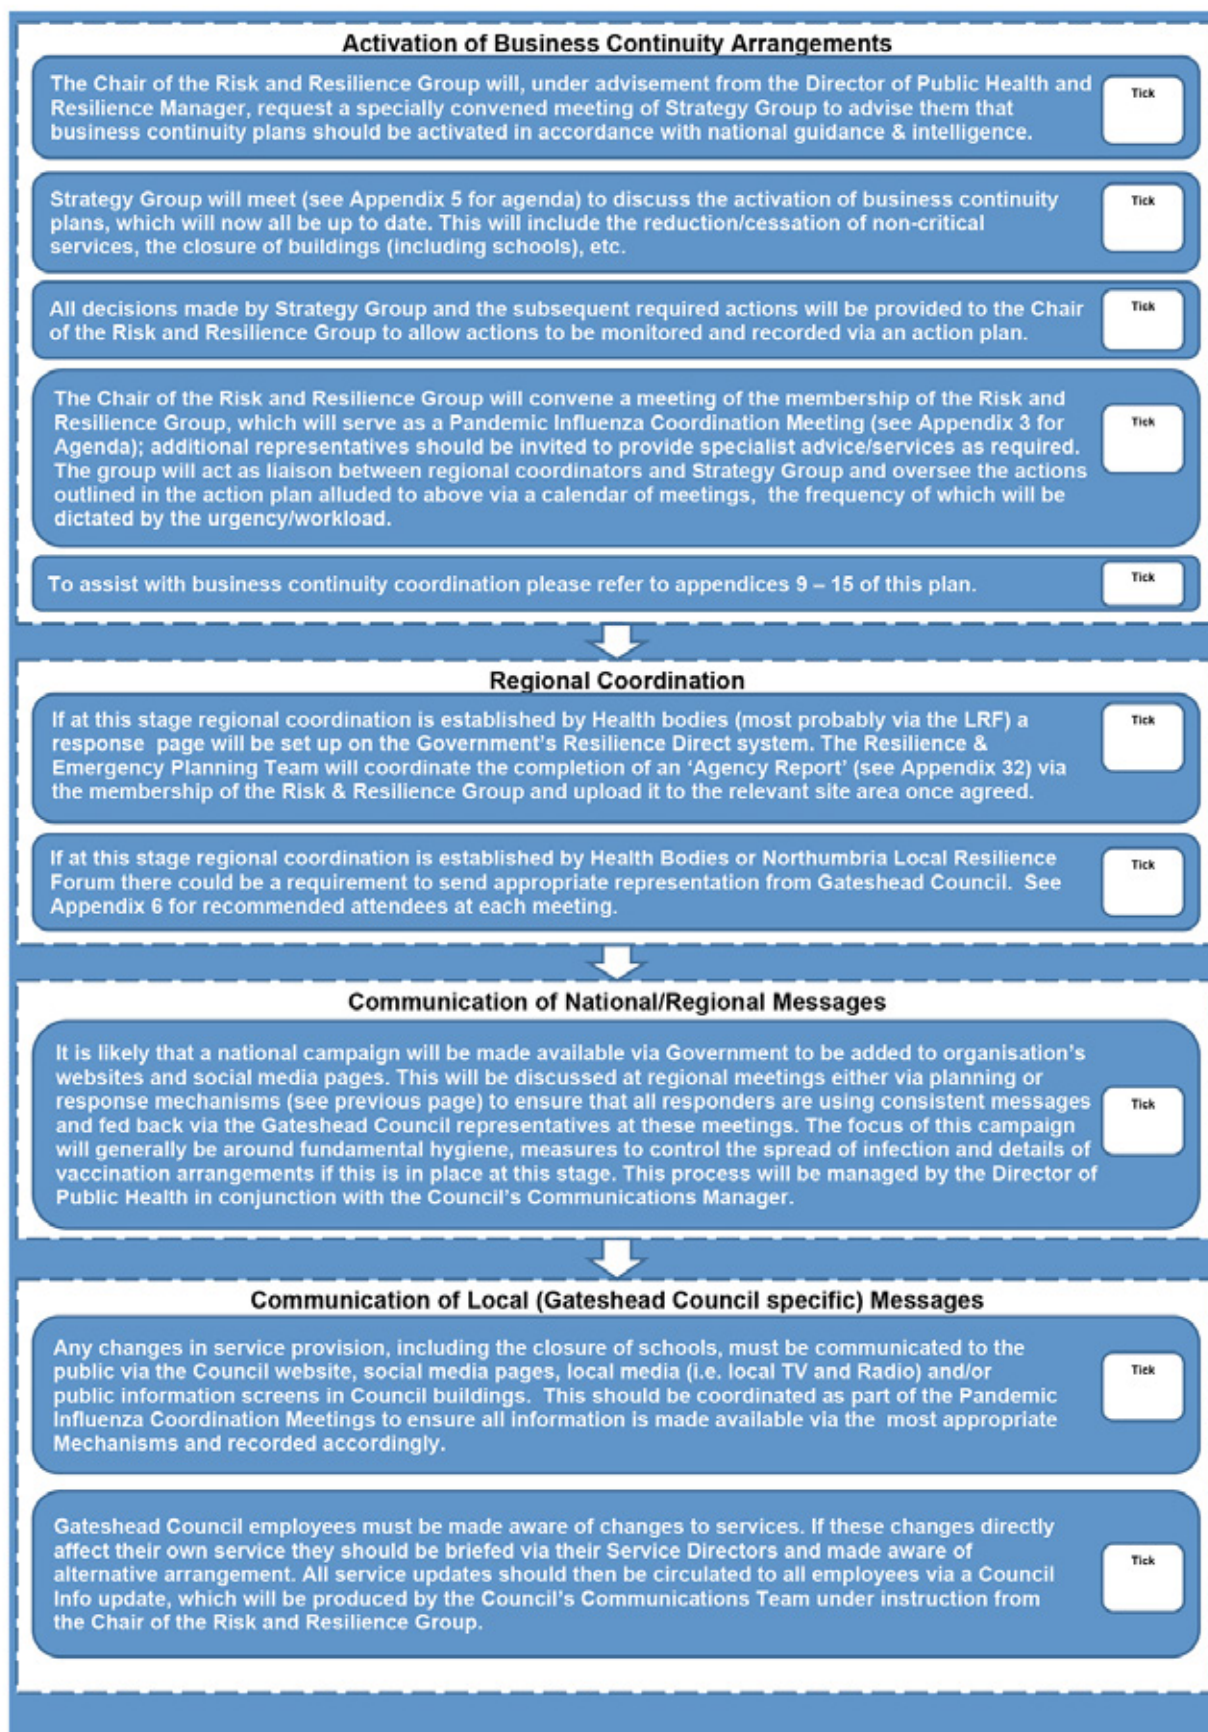 Activation of Business Continuity Arrangements
The Chair of the Risk and Resilience Group will, under advisement from the Director of Public Health and
Resilience Manager, request a specially convened meeting of Strategy Group to advise them that
business continuity plans should be activated in accordance with national guidance & intelligence.
Tick
Strategy Group will meet (see Appendix 5 for agenda) to discuss the activation of business continuity
plans, which will now all be up to date. This will include the reduction/cessation of non-critical
services, the closure of buildings (including schools), etc.
Tick
All decisions made by Strategy Group and the subsequent required actions will be provided to the Chair
of the Risk and Resilience Group to allow actions to be monitored and recorded via an action plan.
Tick
The Chair of the Risk and Resilience Group will convene a meeting of the membership of the Risk and
Resilience Group, which will serve as a Pandemic Influenza Coordination Meeting (see Appendix 3 for
Agenda); additional representatives should be invited to provide specialist advice/services as required.
The group will act as liaison between regional coordinators and Strategy Group and oversee the actions
outlined in the action plan alluded to above via a calendar of meetings, the frequency of which will be
dictated by the urgency/workload.
Tick
To assist with business continuity coordination please refer to appendices 9 – 15 of this plan.
Tick
Regional Coordination
If at this stage regional coordination is established by Health bodies (most probably via the LRF) a
response page will be set up on the Government's Resilience Direct system. The Resilience &
Emergency Planning Team will coordinate the completion of an 'Agency Report' (see Appendix 32) via
the membership of the Risk & Resilience Group and upload it to the relevant site area once agreed.
Tick
If at this stage regional coordination is established by Health Bodies or Northumbria Local Resilience
Forum there could be a requirement to send appropriate representation from Gateshead Council. See
Appendix 6 for recommended attendees at each meeting.
Tick
Communication of National/Regional Messages
It is likely that a national campaign will be made available via Government to be added to organisation's
websites and social media pages. This will be discussed at regional meetings either via planning or
response mechanisms (see previous page) to ensure that all responders are using consistent messages
and fed back via the Gateshead Council representatives at these meetings. The focus of this campaign
will generally be around fundamental hygiene, measures to control the spread of infection and details of
vaccination arrangements if this is in place at this stage. This process will be managed by the Director of
Public Health in conjunction with the Council's Communications Manager.
Tick
Communication of Local (Gateshead Council specific) Messages
Any changes in service provision, including the closure of schools, must be communicated to the
public via the Council website, social media pages, local media (i.e. local TV and Radio) and/or
public information screens in Council buildings. This should be coordinated as part of the Pandemic
Influenza Coordination Meetings to ensure all information is made available via the most appropriate
Mechanisms and recorded accordingly.
Tick
Gateshead Council employees must be made aware of changes to services. If these changes directly
affect their own service they should be briefed via their Service Directors and made aware of
alternative arrangement. All service updates should then be circulated to all employees via a Council
Info update, which will be produced by the Council's Communications Team under instruction from
the Chair of the Risk and Resilience Group.
Tick